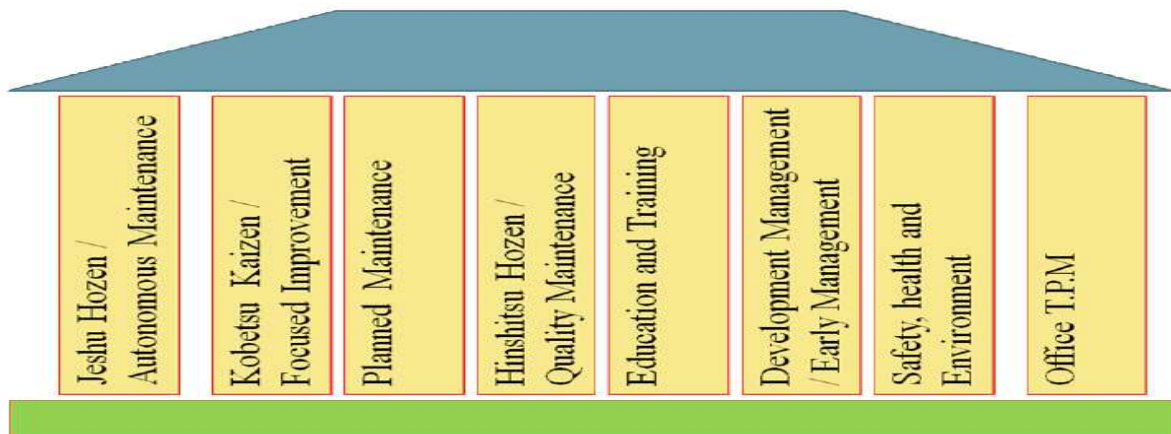 Jeshu Hozen /
Autonomous Maintenance
Kobetsu Kaizen /
Focused Improvement
Planned Maintenance
Hinshitsu Hozen /
Quality Maintenance
Education and Training
Development Management
/ Early Management
Safety, health and
Environment
Office T.P.M